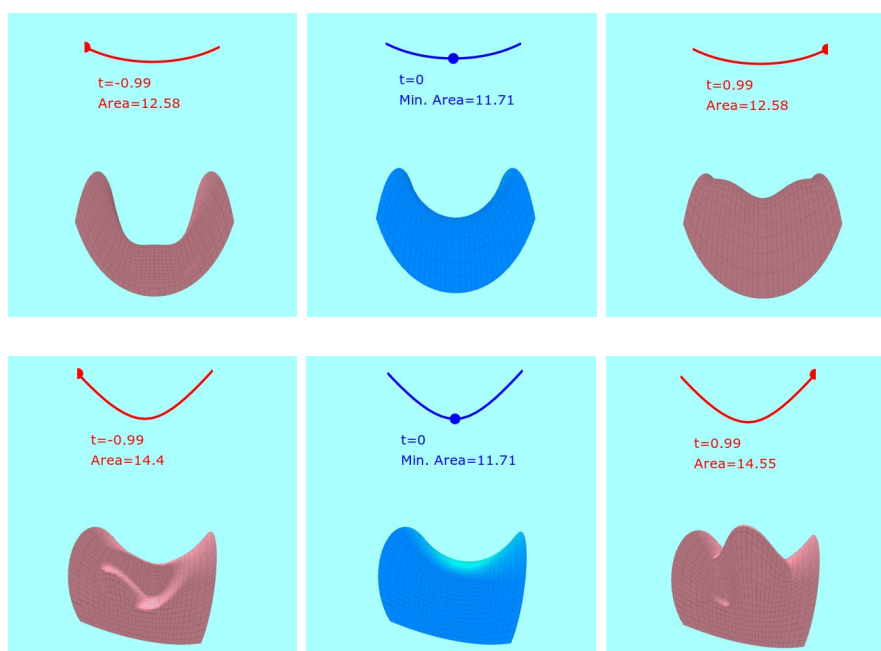 t=-0.99
Area=12.58
t=0
Min. Area=11.71
t=0.99
Area=12.58
t=-0.99
Area=14.4
t=0
Min. Area=11.71
t=0.99
Area=14.55